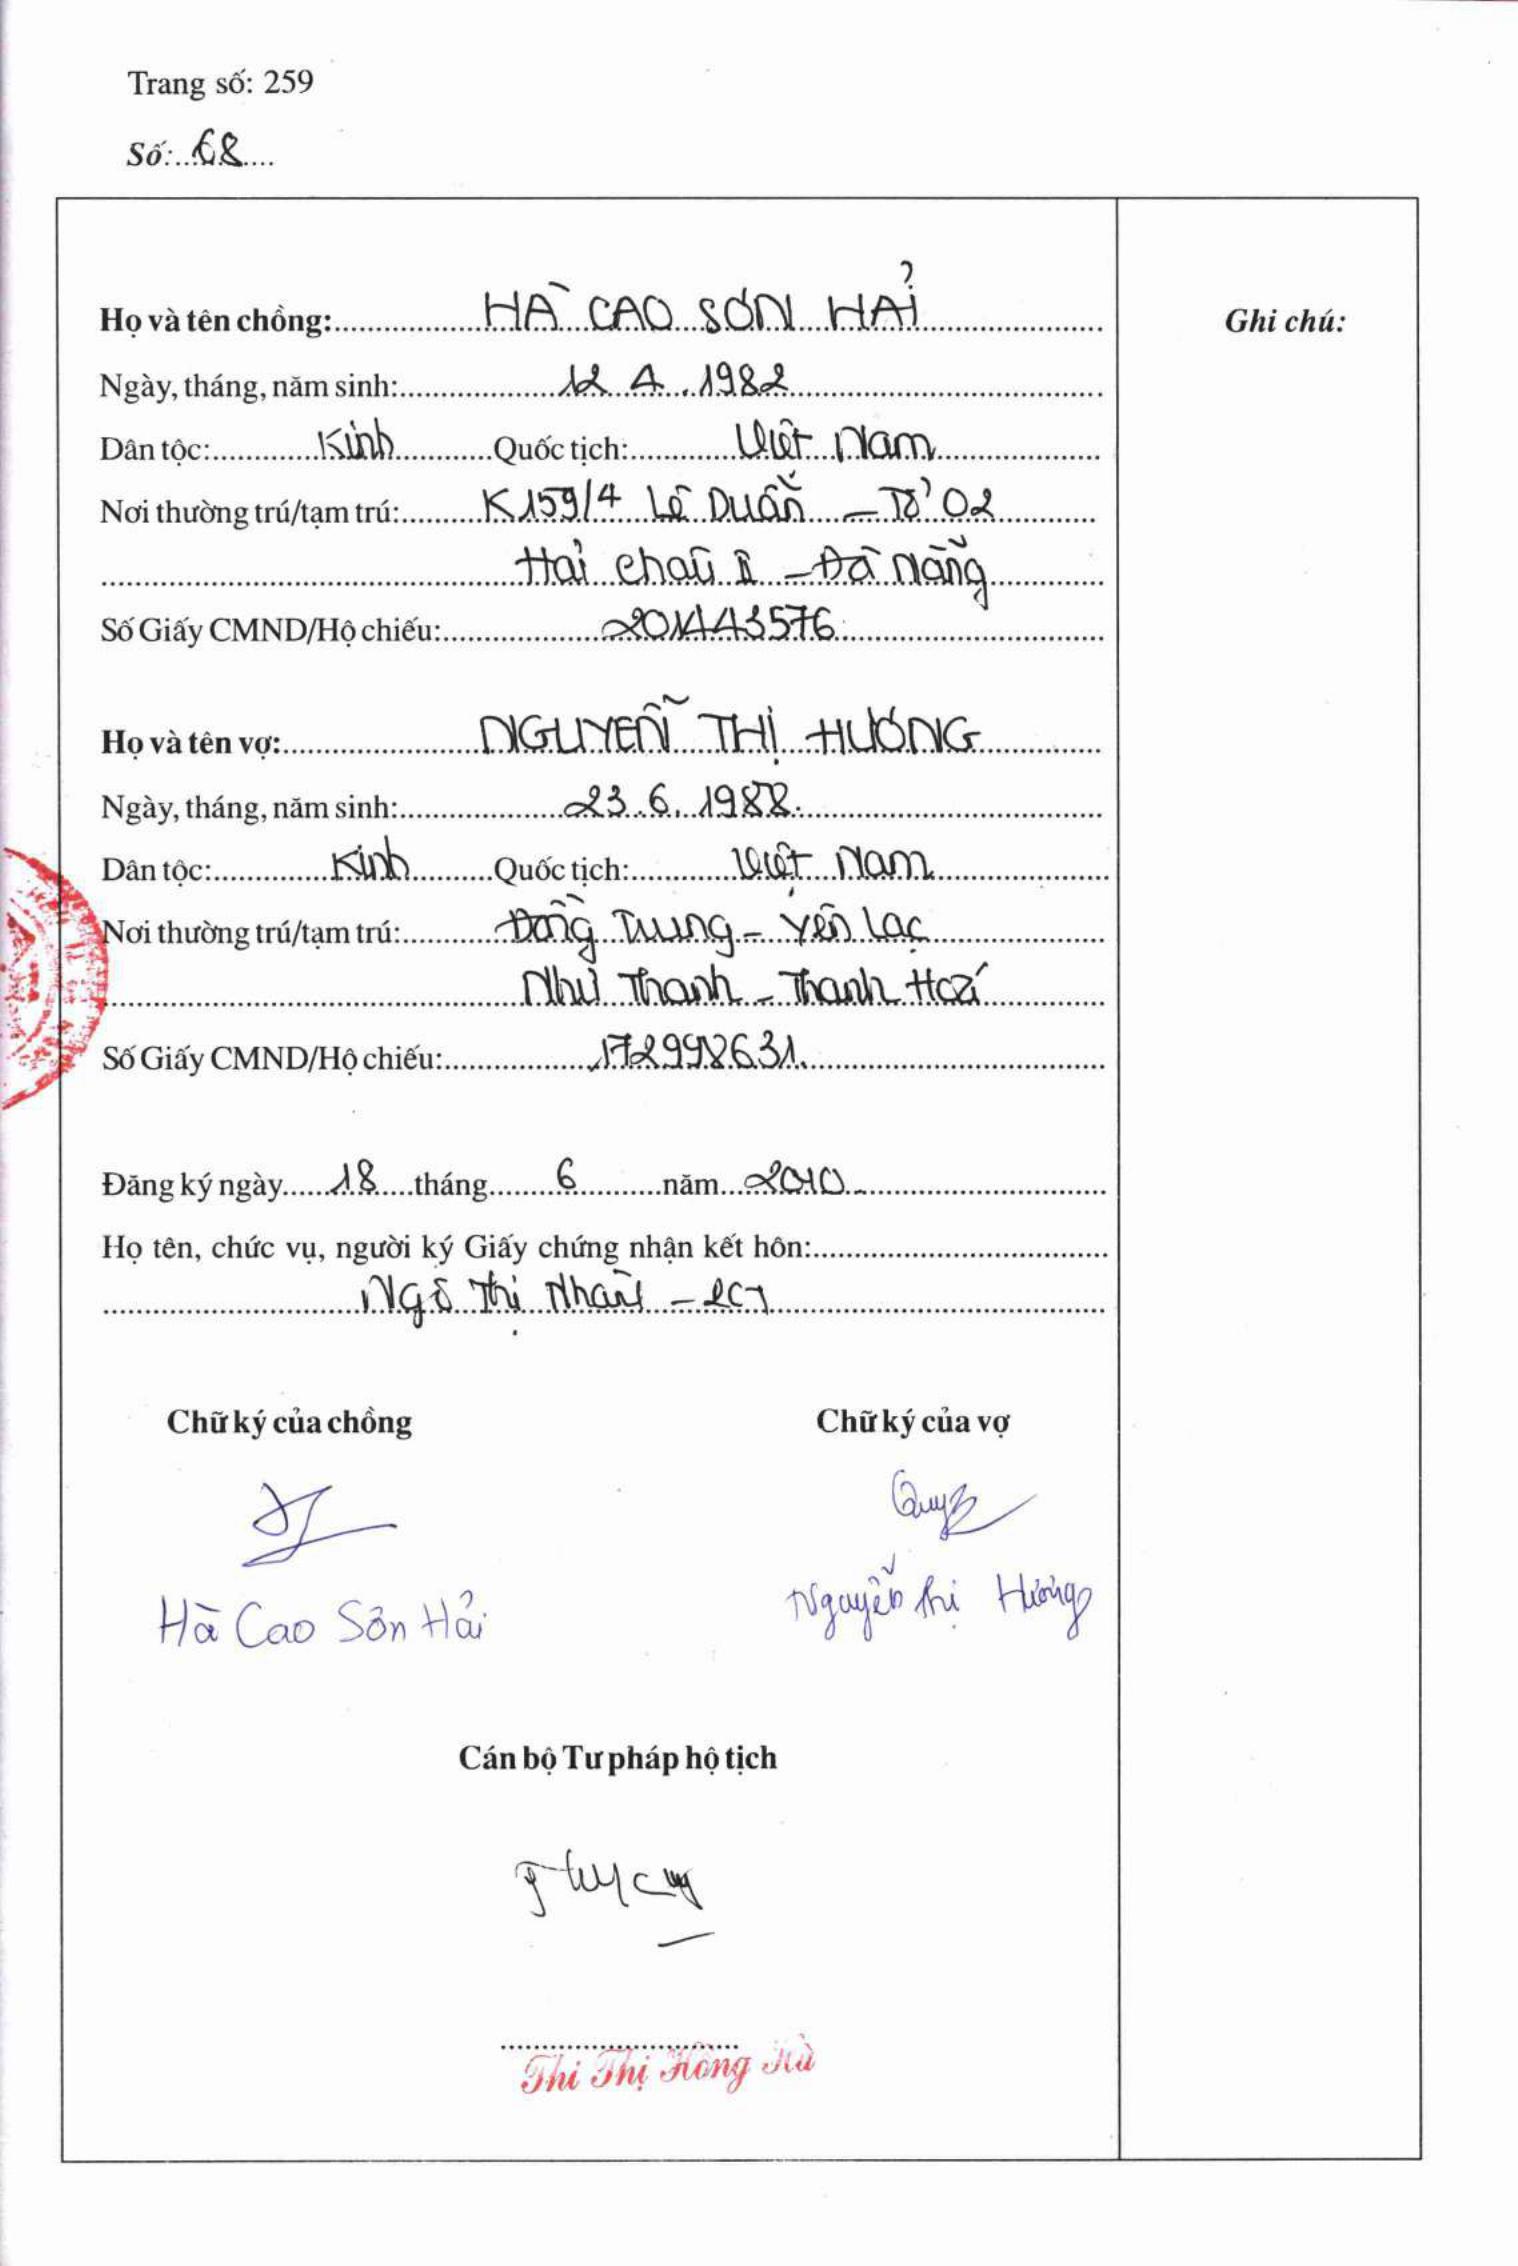 Trang số: 259
Số: 68
Họ và tên chồng: HÀ CAO SƠN HẢI
Ghi chú:
Ngày, tháng, năm sinh: 12.4.1982
Dân tộc: Kinh Quốc tịch: Việt Nam
Nơi thường trú/tạm trú: K159/4 Lê Duẩn - Tổ 02
Hải Châu II - Đà Nẵng
Số Giấy CMND/Hộ chiếu: 201443576
Họ và tên vợ: NGUYỄN THỊ HƯƠNG
Ngày, tháng, năm sinh: 23.6.1988
Dân tộc: Kinh Quốc tịch: Việt Nam
Nơi thường trú/tạm trú: Đồng Trung - Yên Lạc
Như Thanh - Thanh Hoá
Số Giấy CMND/Hộ chiếu: 172998631
Đăng ký ngày 18 tháng 6 năm 2010
Họ tên, chức vụ, người ký Giấy chứng nhận kết hôn:
Ngô Thị Nhâm -
Chữ ký của chồng Chữ ký của vợ
Hà Cao Sơn Hải
Nguyễn Thị Hương
Cán bộ Tư pháp hộ tịch
Thi Thị Hồng Hà